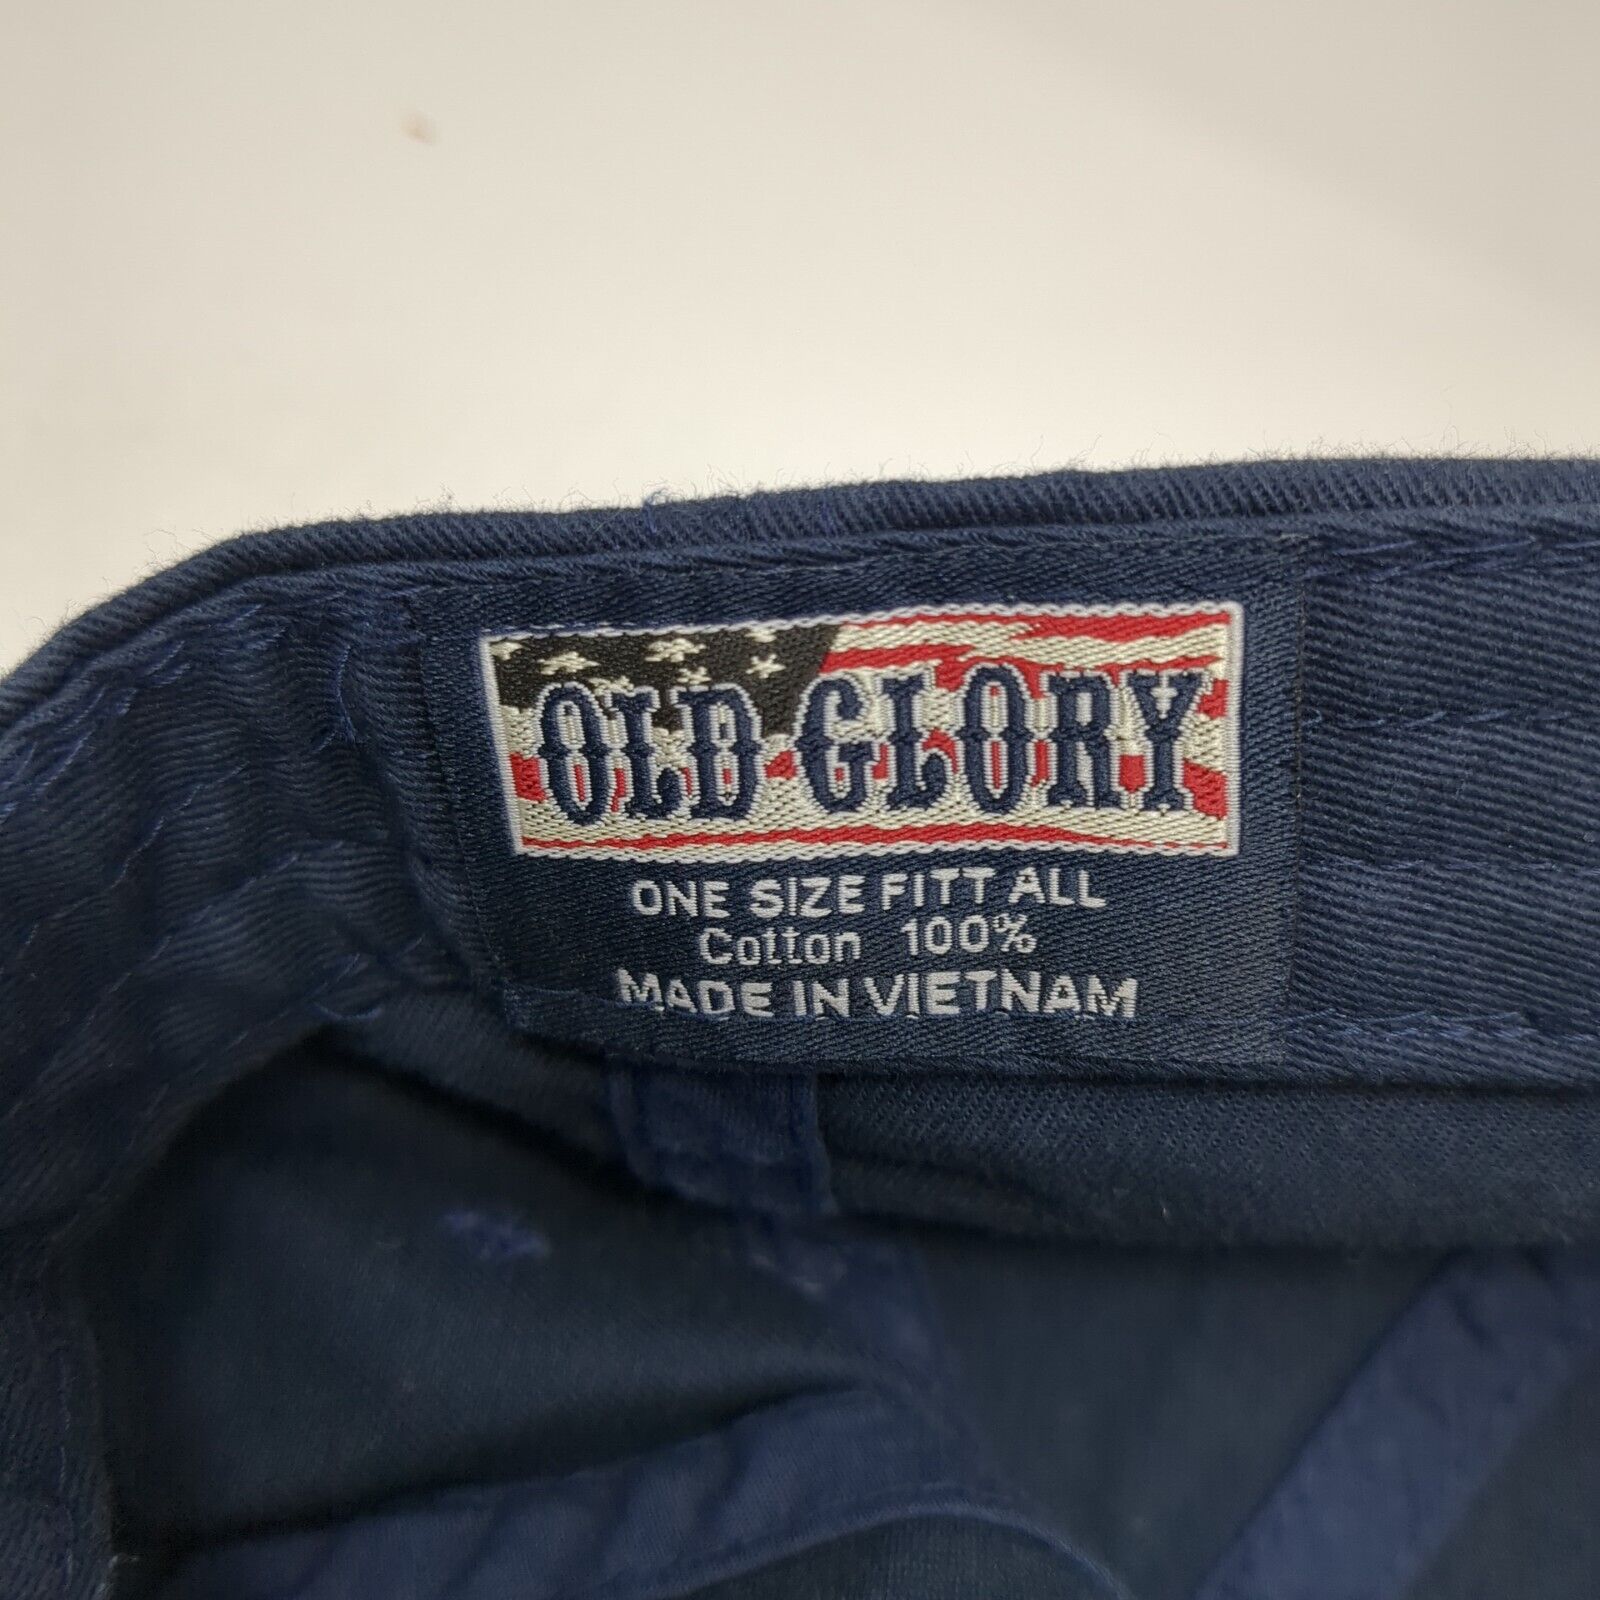 OLD GLORY
ONE SIZE FITT ALL
Cotton 100%
MADE IN VIETNAM